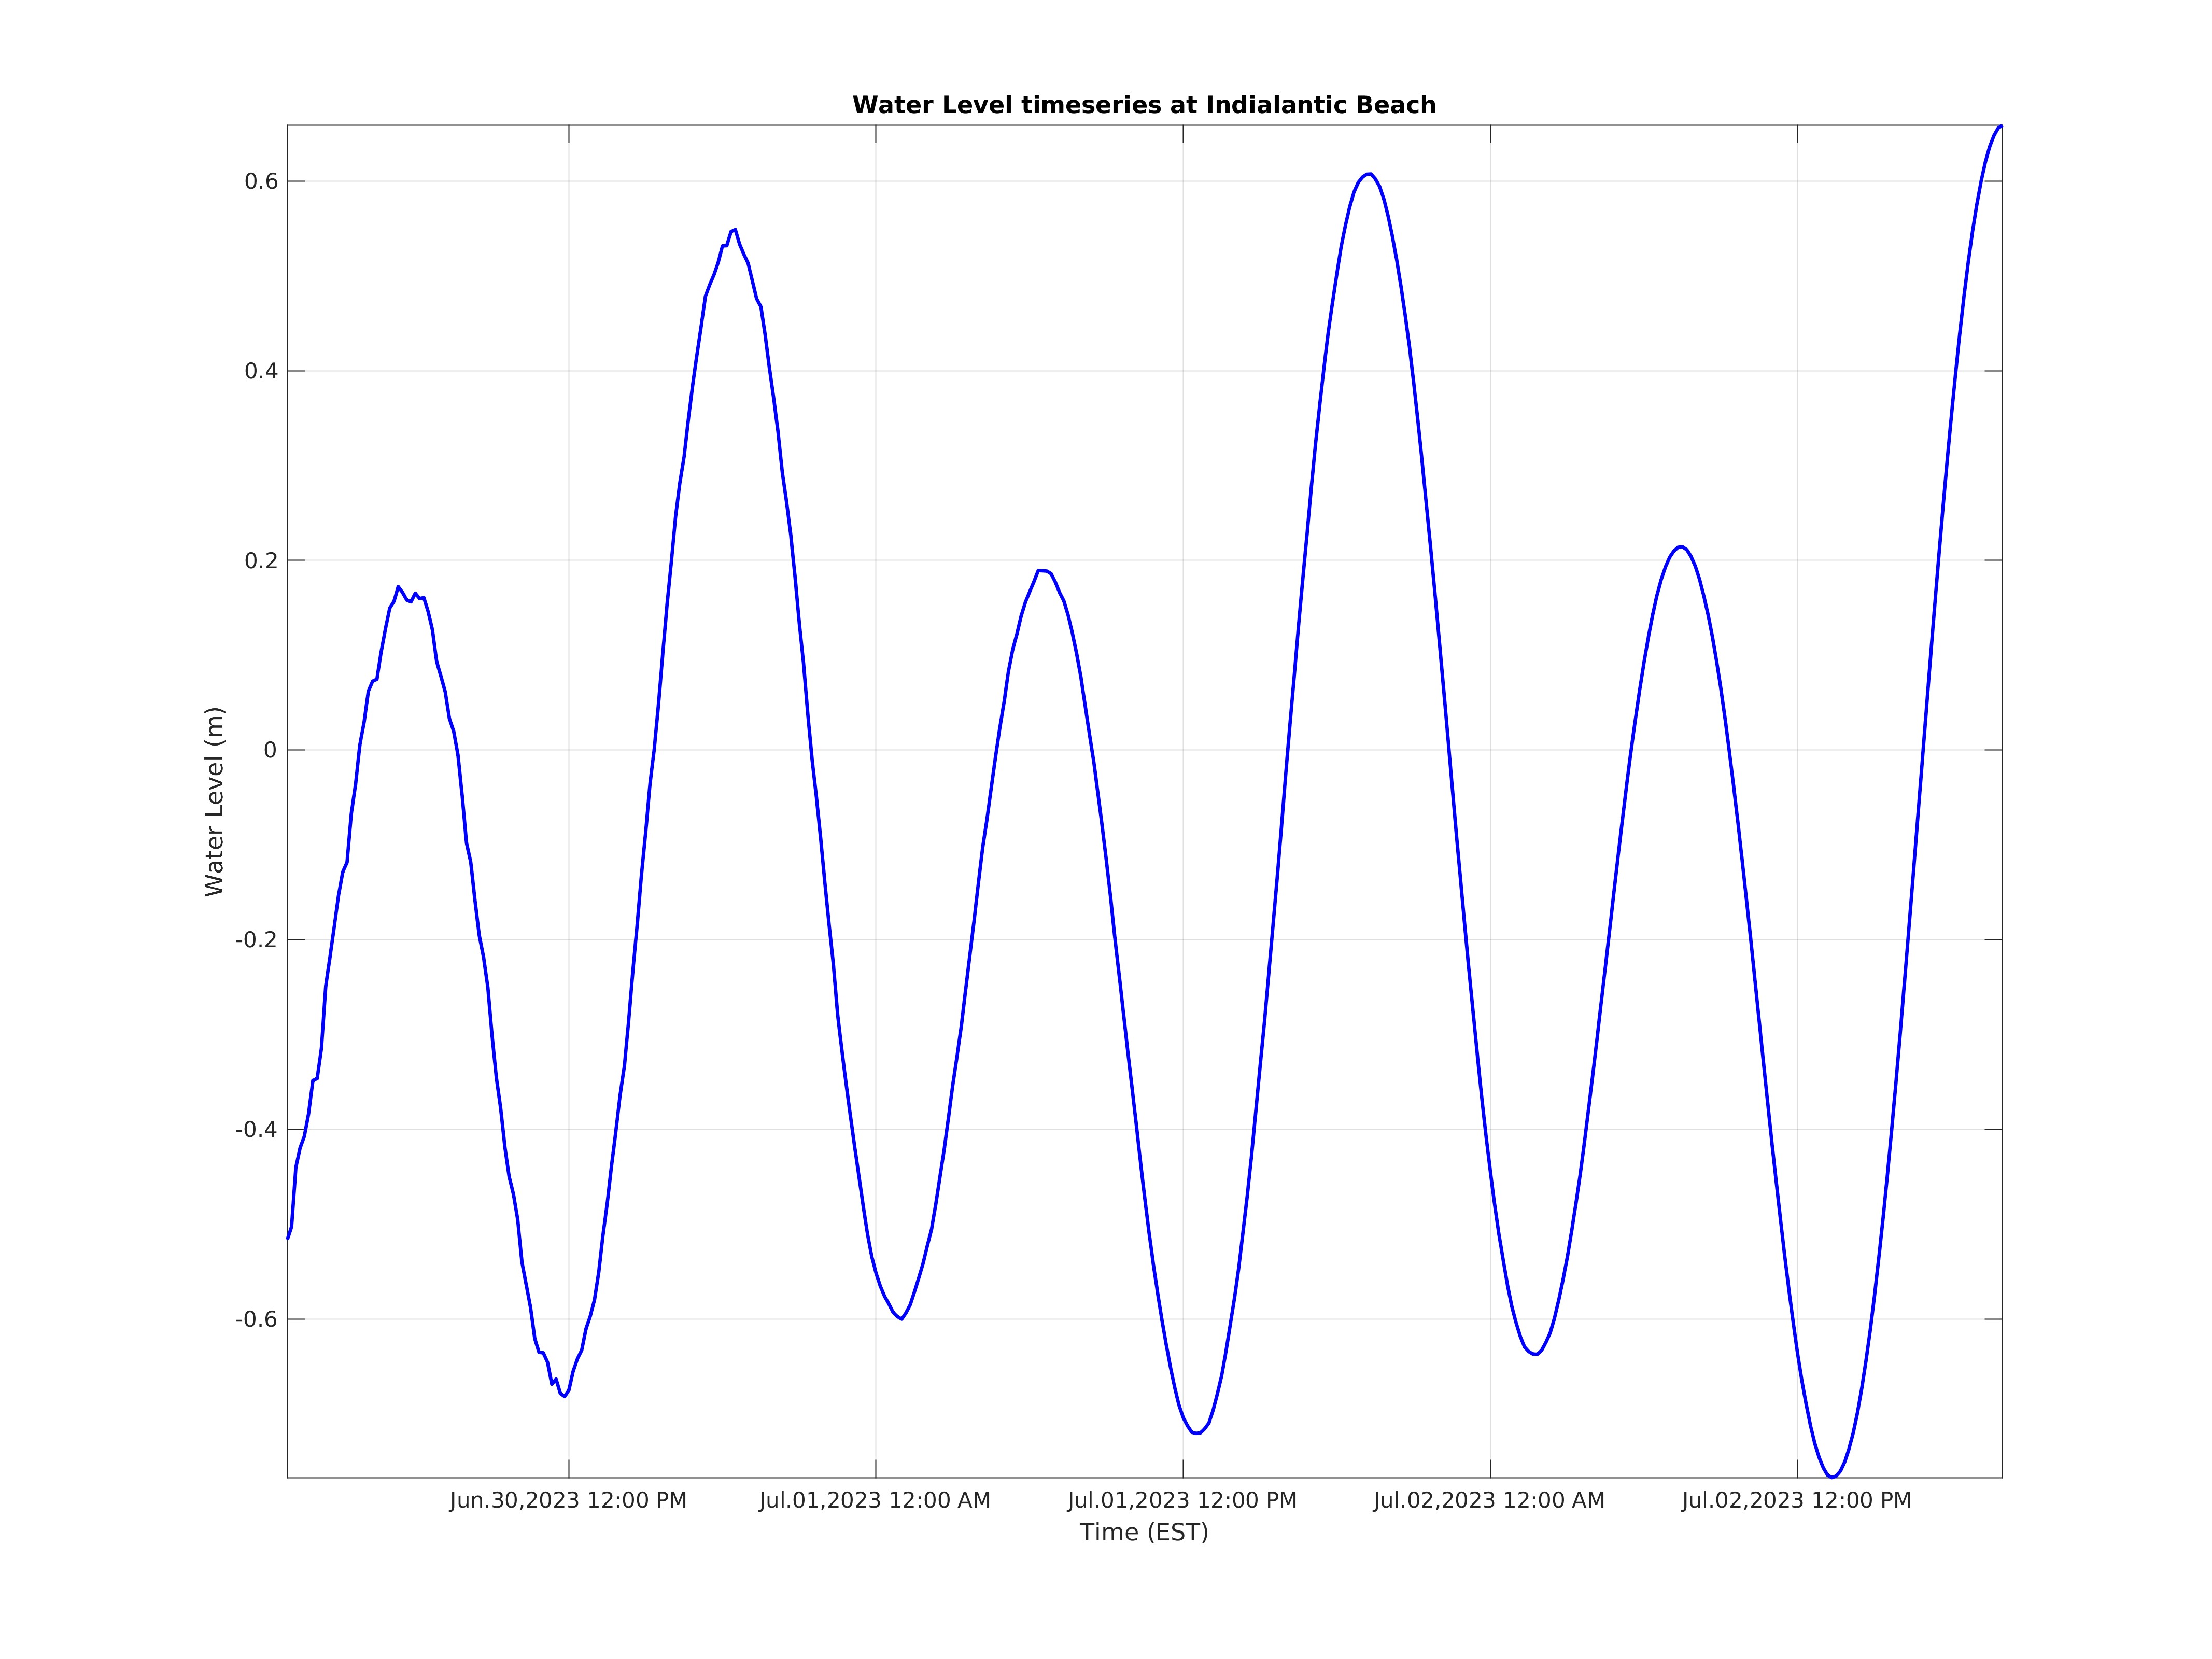 Water Level timeseries at Indialantic Beach
0.6
0.4
0.2
0
-0.2
-0.4
-0.6
Water Level (m)
Jun.30,2023 12:00 PM
Jul.01,2023 12:00 AM
Jul.01,2023 12:00 PM
Jul.02,2023 12:00 AM
Jul.02,2023 12:00 PM
Time (EST)